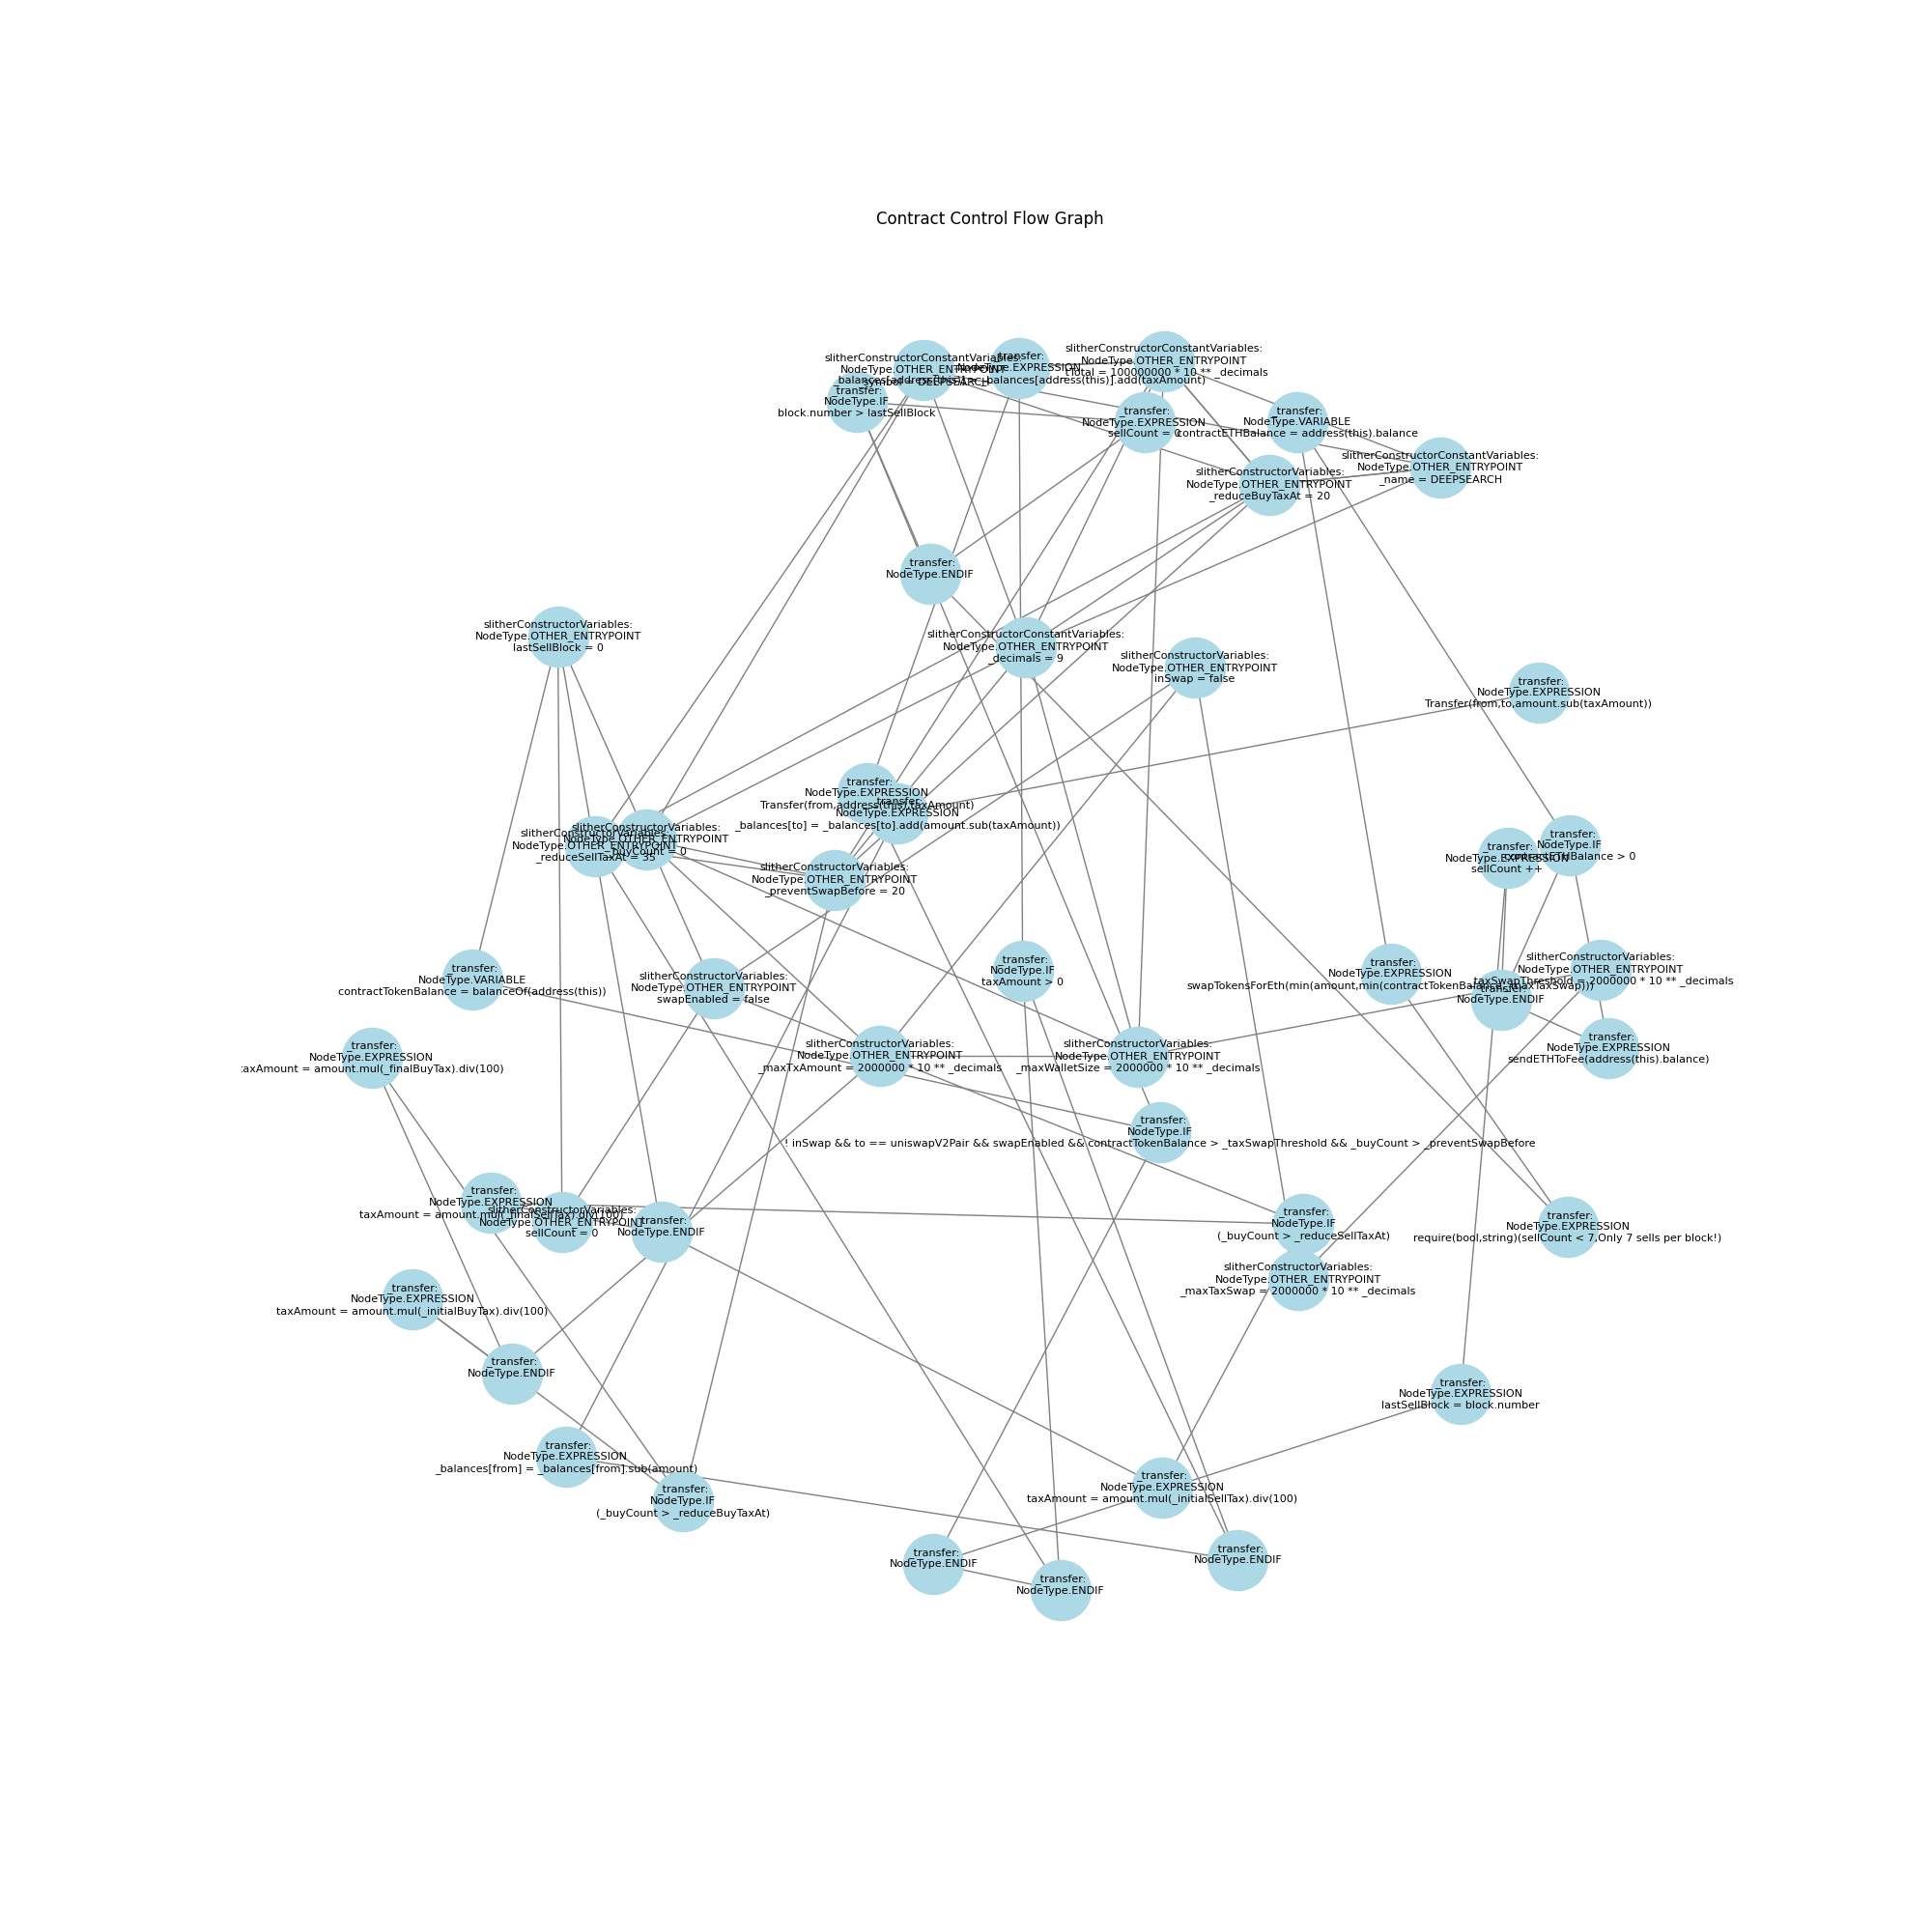 Contract Control Flow Graph
slitherConstructorConstantVariables:
NodeType.OTHER_ENTRYPOINT
_symbol = DEEPSEARCH
_transfer:
NodeType.EXPRESSION
_balances[address(this)] = _balances[address(this)].add(taxAmount)
slitherConstructorConstantVariables:
NodeType.OTHER_ENTRYPOINT
_tTotal = 100000000 * 10 ** _decimals
_transfer:
NodeType.IF
block.number > lastSellBlock
_transfer:
NodeType.EXPRESSION
sellCount = 0
_transfer:
NodeType.VARIABLE
contractETHBalance = address(this).balance
slitherConstructorConstantVariables:
NodeType.OTHER_ENTRYPOINT
_name = DEEPSEARCH
slitherConstructorVariables:
NodeType.OTHER_ENTRYPOINT
_reduceBuyTaxAt = 20
_transfer:
NodeType.ENDIF
slitherConstructorVariables:
NodeType.OTHER_ENTRYPOINT
lastSellBlock = 0
slitherConstructorConstantVariables:
NodeType.OTHER_ENTRYPOINT
_decimals = 9
slitherConstructorVariables:
NodeType.OTHER_ENTRYPOINT
inSwap = false
_transfer:
NodeType.EXPRESSION
Transfer(from,to,amount.sub(taxAmount))
_transfer:
NodeType.EXPRESSION
Transfer(from,address(this),taxAmount)
_transfer:
NodeType.EXPRESSION
_balances[to] = _balances[to].add(amount.sub(taxAmount))
slitherConstructorVariables:
NodeType.OTHER_ENTRYPOINT
_buyCount = 0
slitherConstructorVariables:
NodeType.OTHER_ENTRYPOINT
_reduceSellTaxAt = 35
slitherConstructorVariables:
NodeType.OTHER_ENTRYPOINT
_preventSwapBefore = 20
_transfer:
NodeType.IF
contractETHBalance > 0
_transfer:
NodeType.EXPRESSION
sellCount ++
_transfer:
NodeType.VARIABLE
contractTokenBalance = balanceOf(address(this))
slitherConstructorVariables:
NodeType.OTHER_ENTRYPOINT
swapEnabled = false
_transfer:
NodeType.IF
taxAmount > 0
_transfer:
NodeType.EXPRESSION
swapTokensForEth(min(amount,min(contractTokenBalance,_maxTaxSwap)))
slitherConstructorVariables:
NodeType.OTHER_ENTRYPOINT
_taxSwapThreshold = 2000000 * 10 ** _decimals
_transfer:
NodeType.ENDIF
_transfer:
NodeType.EXPRESSION
sendETHToFee(address(this).balance)
_transfer:
NodeType.EXPRESSION
taxAmount = amount.mul(_finalBuyTax).div(100)
slitherConstructorVariables:
NodeType.OTHER_ENTRYPOINT
_maxTxAmount = 2000000 * 10 ** _decimals
slitherConstructorVariables:
NodeType.OTHER_ENTRYPOINT
_maxWalletSize = 2000000 * 10 ** _decimals
_transfer:
NodeType.IF
! inSwap && to == uniswapV2Pair && swapEnabled && contractTokenBalance > _taxSwapThreshold && _buyCount > _preventSwapBefore
_transfer:
NodeType.EXPRESSION
taxAmount = amount.mul(_finalSellTax).div(100)
slitherConstructorVariables:
NodeType.OTHER_ENTRYPOINT
sellCount = 0
_transfer:
NodeType.ENDIF
_transfer:
NodeType.IF
(_buyCount > _reduceSellTaxAt)
_transfer:
NodeType.EXPRESSION
require(bool,string)(sellCount < 7,Only 7 sells per block!)
slitherConstructorVariables:
NodeType.OTHER_ENTRYPOINT
_maxTaxSwap = 2000000 * 10 ** _decimals
_transfer:
NodeType.EXPRESSION
taxAmount = amount.mul(_initialBuyTax).div(100)
_transfer:
NodeType.ENDIF
_transfer:
NodeType.EXPRESSION
lastSellBlock = block.number
_transfer:
NodeType.EXPRESSION
_balances[from] = _balances[from].sub(amount)
_transfer:
NodeType.IF
(_buyCount > _reduceBuyTaxAt)
_transfer:
NodeType.EXPRESSION
taxAmount = amount.mul(_initialSellTax).div(100)
_transfer:
NodeType.ENDIF
_transfer:
NodeType.ENDIF
_transfer:
NodeType.ENDIF